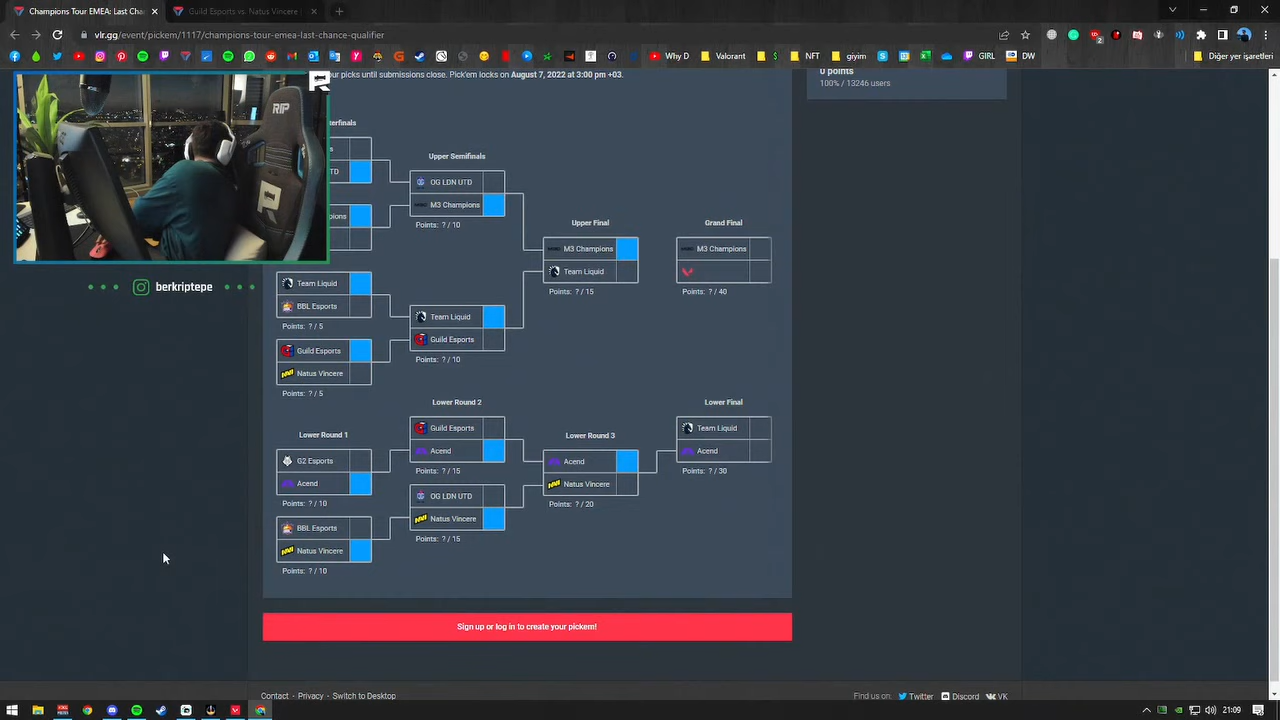 Champions Tour EMEA: Last Cha
Guild Esports vs. Natus Vincere |
vlr.gg/event/pickem/1117/champions-tour-emea-last-chance-qualifier
Why D
Valorant
$
NFT
giyim
GIRL
DW
Diğer yer işaretleri
your picks until submissions close. Pick'em locks on August 7, 2022 at 3:00 pm +03.
0 points
100% / 13246 users
RIP
Upper Semifinals
OG LDN UTD
M3 Champions
Points: ? / 10
Upper Final
M3 Champions
Team Liquid
Points: ? / 15
Grand Final
M3 Champions
Points: ? / 40
berkriptepe
Team Liquid
BBL Esports
Points: ? / 5
Team Liquid
Guild Esports
Points: ? / 10
Guild Esports
Natus Vincere
Points: ? / 5
Lower Round 1
G2 Esports
Acend
Points: ? / 10
BBL Esports
Natus Vincere
Points: ? / 10
Lower Round 2
Guild Esports
Acend
Points: ? / 15
OG LDN UTD
Natus Vincere
Points: ? / 15
Lower Round 3
Acend
Natus Vincere
Points: ? / 20
Lower Final
Team Liquid
Acend
Points: ? / 30
Sign up or log in to create your pickem!
Contact • Privacy • Switch to Desktop
Find us on: Twitter Discord VK
21:09